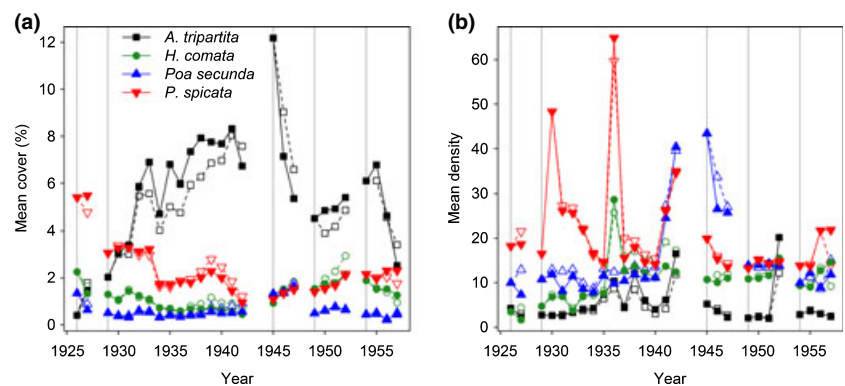 (a)
A. tripartita
H. comata
Poa secunda
P. spicata
Mean cover (%)
12
10
8
6
4
2
0
1925 1930 1935 1940 1945 1950 1955
Year
(b)
Mean density
60
50
40
30
20
10
0
1925 1930 1935 1940 1945 1950 1955
Year